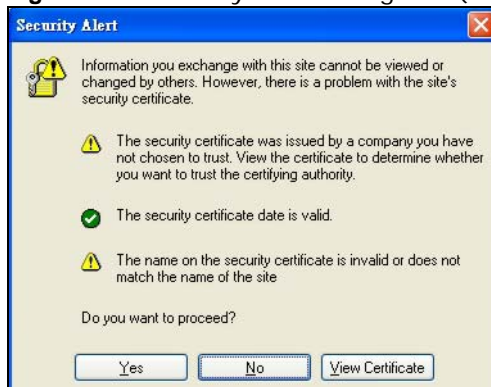 Security Alert
Information you exchange with this site cannot be viewed or
changed by others. However, there is a problem with the site's
security certificate.
The security certificate was issued by a company you have
not chosen to trust. View the certificate to determine whether
you want to trust the certifying authority.
The security certificate date is valid.
The name on the security certificate is invalid or does not
match the name of the site
Do you want to proceed?
Yes
No
View Certificate